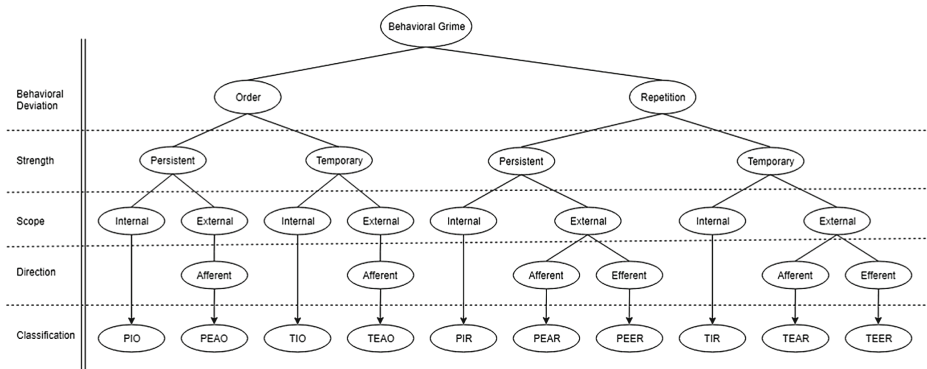 Behavioral Grime
Behavioral
Deviation
Order
Repetition
Strength
Persistent
Temporary
Persistent
Temporary
Scope
Internal
External
Internal
External
Internal
External
Internal
External
Direction
Afferent
Afferent
Afferent
Efferent
Afferent
Efferent
Classification
PIO
PEAO
TIO
TEAO
PIR
PEAR
PEER
TIR
TEAR
TEER